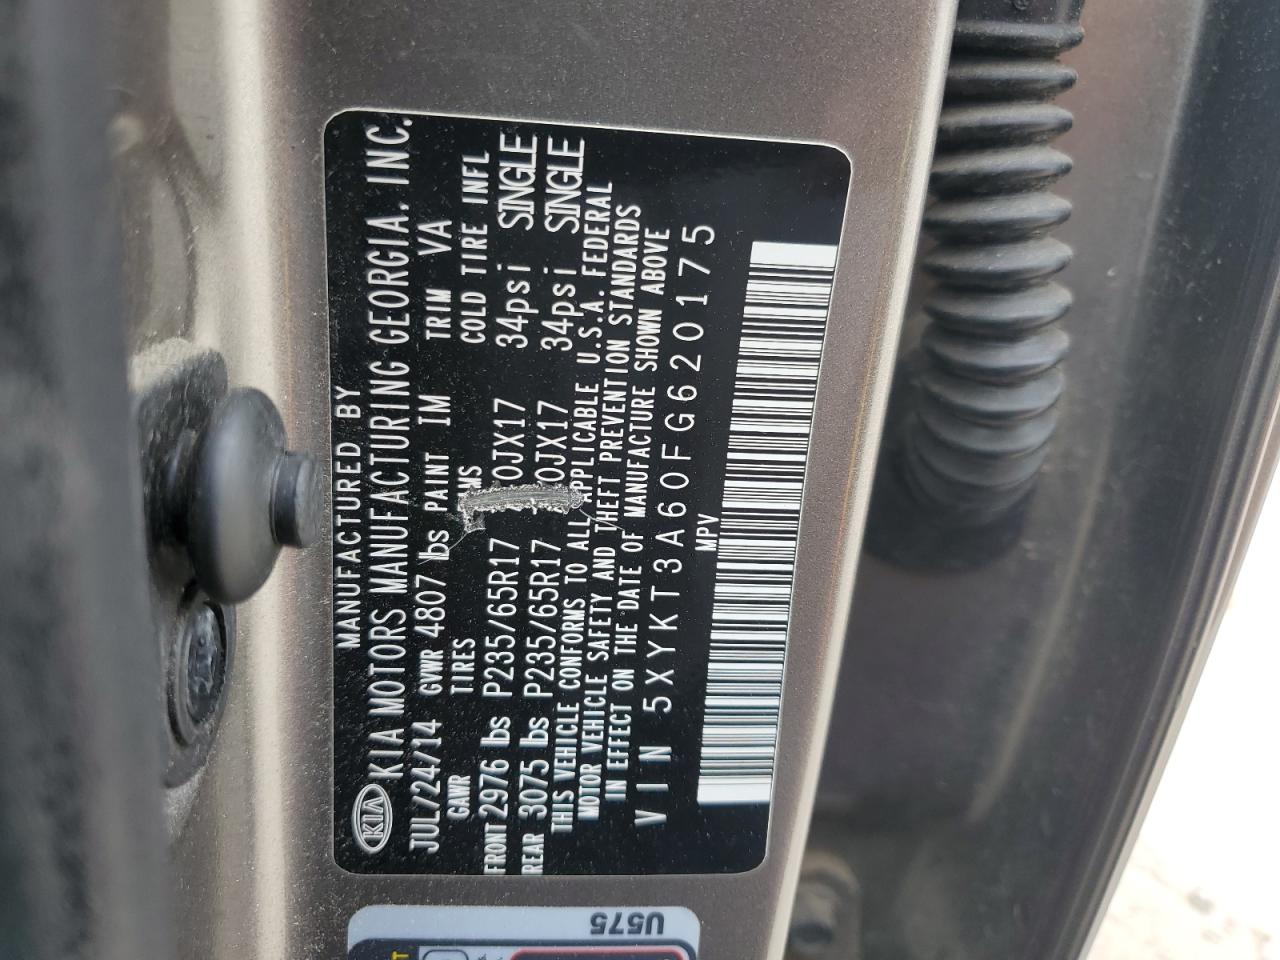 MANUFACTURED BY
KIA KIA MOTORS MANUFACTURING GEORGIA. INC.
JUL/24/14 GVWR 4807 lbs PAINT IM TRIM VA
GAWR TIRES COLD TIRE INFL
FRONT 2976 lbs P235/65R17 0JX17 34psi SINGLE
REAR 3075 lbs P235/65R17 0JX17 34psi SINGLE
THIS VEHICLE CONFORMS TO ALL APPLICABLE U.S.A. FEDERAL
MOTOR VEHICLE SAFETY AND THEFT PREVENTION STANDARDS
IN EFFECT ON THE DATE OF MANUFACTURE SHOWN ABOVE
VIN 5XYKT3A60FG620175
MPV
U575